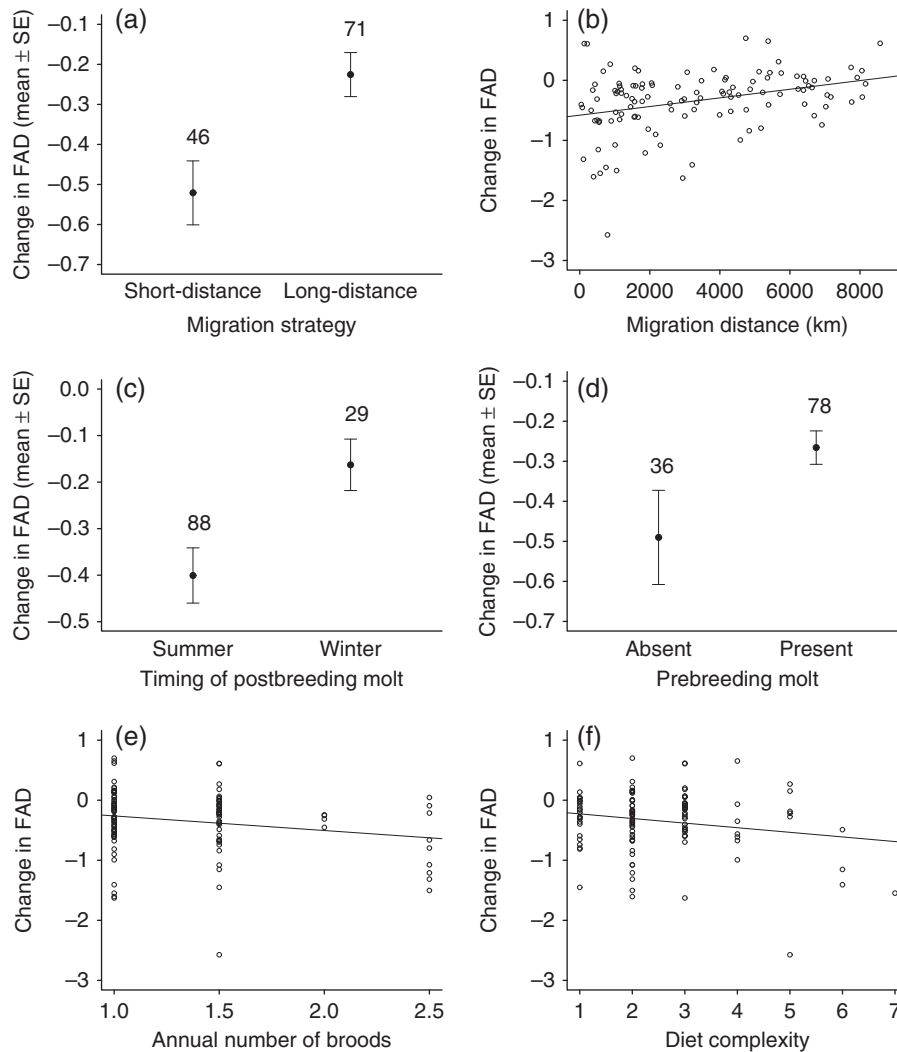 (a)
Change in FAD (mean ± SE)
−0.1
−0.2
−0.3
−0.4
−0.5
−0.6
−0.7
46
71
Short-distance Long-distance
Migration strategy
(b)
Change in FAD
1
0
−1
−2
−3
0 2000 4000 6000 8000
Migration distance (km)
(c)
Change in FAD (mean ± SE)
0.0
−0.1
−0.2
−0.3
−0.4
−0.5
88
29
Summer Winter
Timing of postbreeding molt
(d)
Change in FAD (mean ± SE)
−0.1
−0.2
−0.3
−0.4
−0.5
−0.6
−0.7
36
78
Absent Present
Prebreeding molt
(e)
Change in FAD
1
0
−1
−2
−3
1.0 1.5 2.0 2.5
Annual number of broods
(f)
Change in FAD
1
0
−1
−2
−3
1 2 3 4 5 6 7
Diet complexity